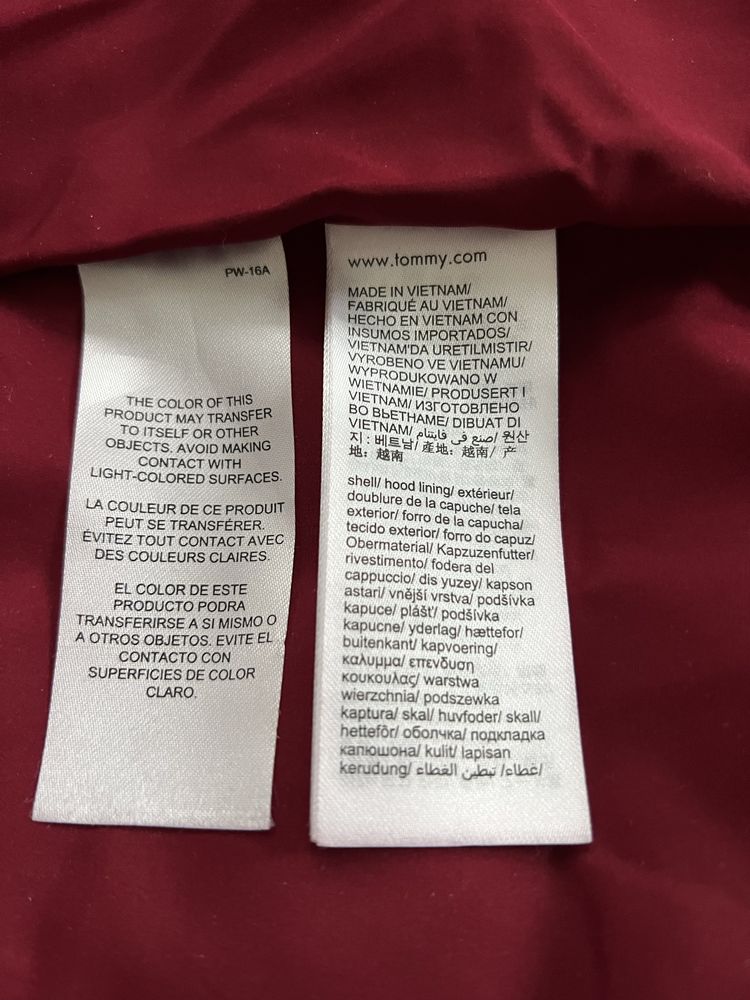 PW-16A
THE COLOR OF THIS
PRODUCT MAY TRANSFER
TO ITSELF OR OTHER
OBJECTS. AVOID MAKING
CONTACT WITH
LIGHT-COLORED SURFACES.
LA COULEUR DE CE PRODUIT
PEUT SE TRANSFÉRER.
ÉVITEZ TOUT CONTACT AVEC
DES COULEURS CLAIRES.
EL COLOR DE ESTE
PRODUCTO PODRA
TRANSFERIRSE A SI MISMO O
A OTROS OBJETOS. EVITE EL
CONTACTO CON
SUPERFICIES DE COLOR
CLARO.
www.tommy.com
MADE IN VIETNAM/
FABRIQUÉ AU VIETNAM/
HECHO EN VIETNAM CON
INSUMOS IMPORTADOS/
VIETNAM'DA URETILMISTIR/
VYROBENO VE VIETNAMU/
WYPRODUKOWANO W
WIETNAMIE/ PRODUSERT I
VIETNAM/ ИЗГОТОВЛЕНО
ВО ВЬЕТНАМЕ/ DIBUAT DI
VIETNAM/ صنع في فايتنام/ 원산
지 : 베트남/ 產地：越南/ 产
地：越南
shell/ hood lining/ extérieur/
doublure de la capuche/ tela
exterior/ forro de la capucha/
tecido exterior/ forro do capuz/
Obermaterial/ Kapzuzenfutter/
rivestimento/ fodera del
cappuccio/ dis yuzey/ kapson
astari/ vnější vrstva/ podšívka
kapuce/ plášť/ podšívka
kapucne/ yderlag/ hættefor/
buitenkant/ kapvoering/
κάλυμμα/ επενδυση
κουκουλας/ warstwa
wierzchnia/ podszewka
kaptura/ skal/ huvfoder/ skall/
hettefôr/ оболчка/ подкладка
капюшона/ kulit/ lapisan
kerudung/ غطاء/ تبطين الغطاء/